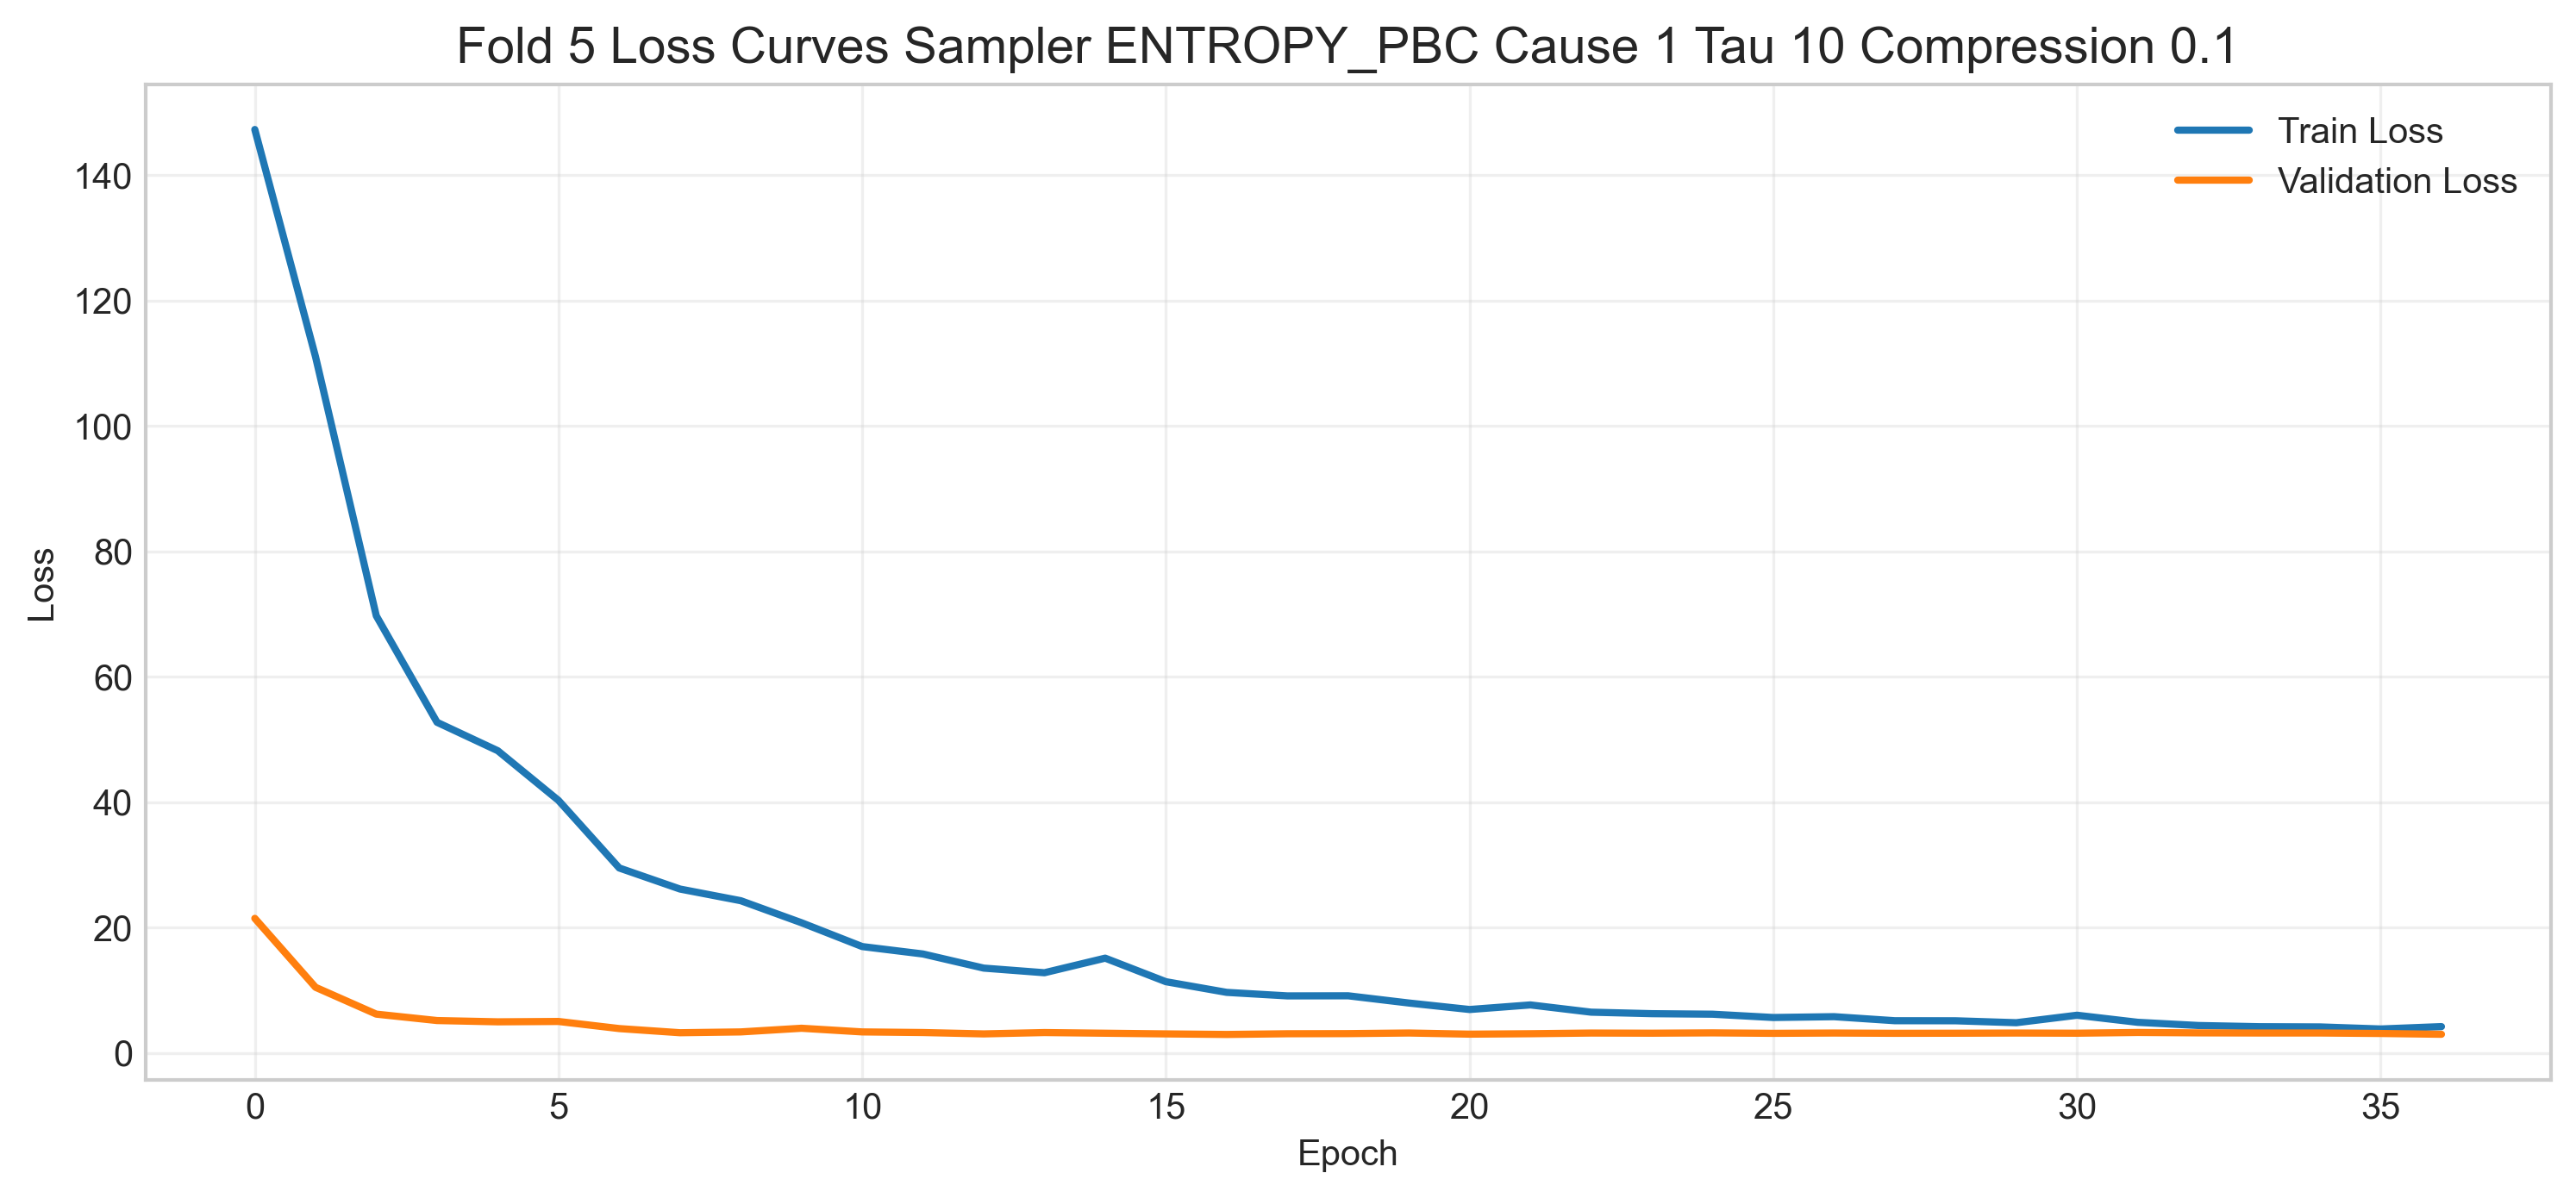 Fold 5 Loss Curves Sampler ENTROPY_PBC Cause 1 Tau 10 Compression 0.1
Train Loss
Validation Loss
140
120
100
80
60
40
20
0
Loss
0 5 10 15 20 25 30 35
Epoch